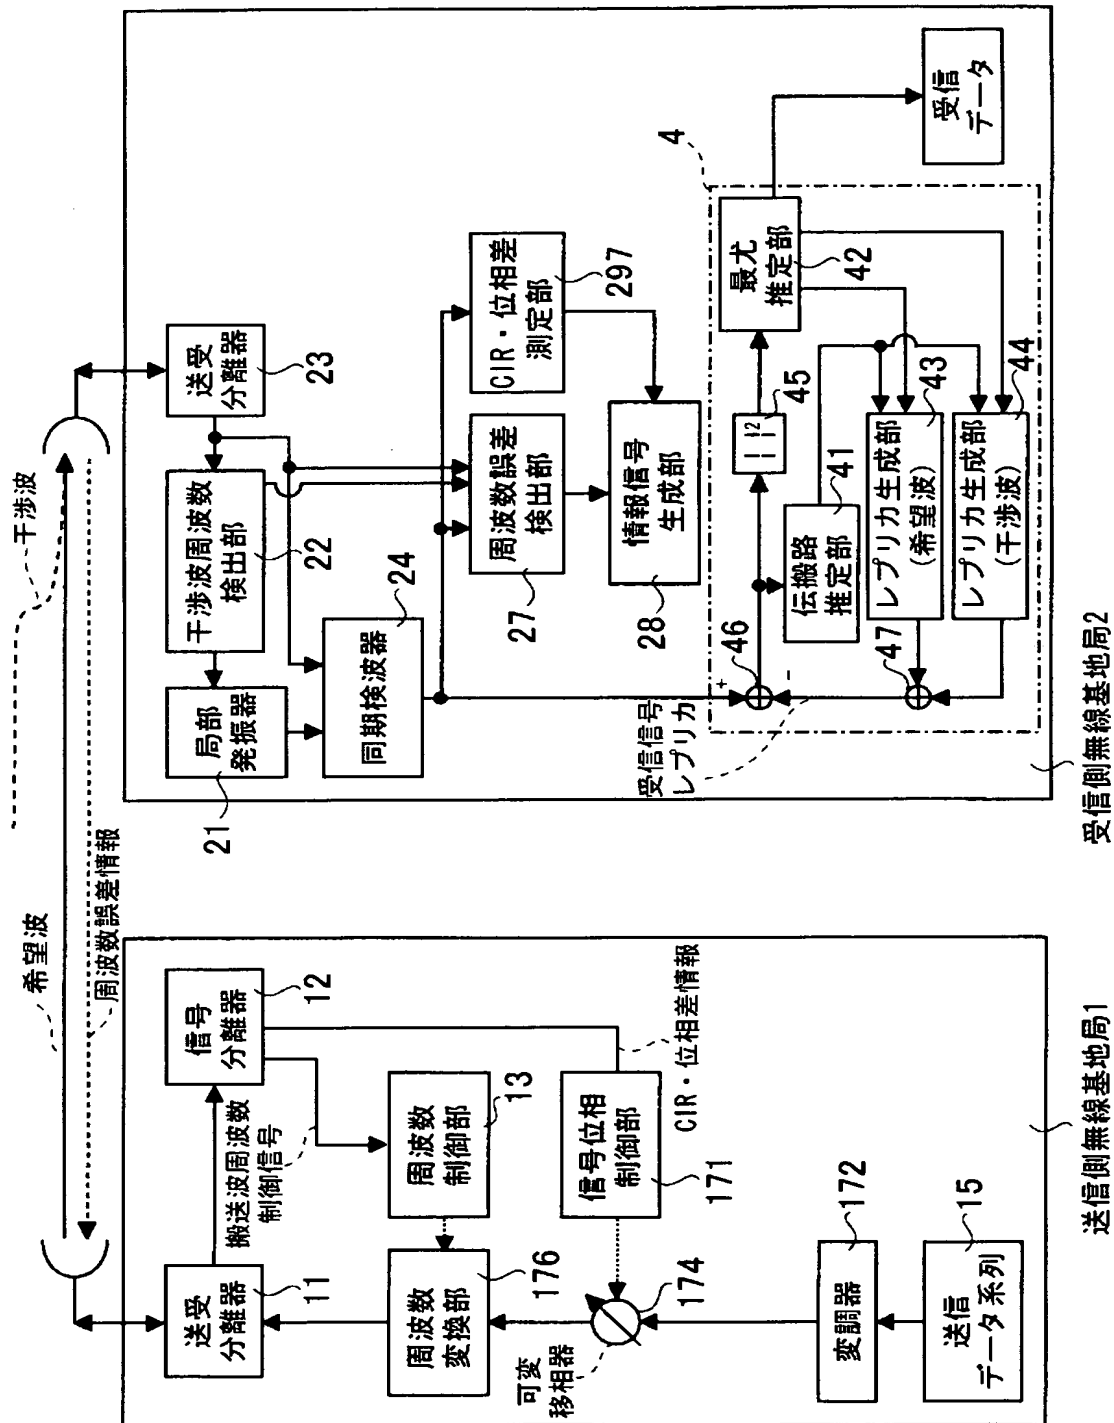 希望波
干渉波
周波数誤差情報
送受
分離器
11
搬送波周波数
制御信号
信号
分離器
12
周波数
変換部
176
周波数
制御部
13
可変
移相器
174
信号位相
制御部
171
CIR・位相差情報
変調器
172
送信
データ系列
15
送信側無線基地局1
局部
発振器
21
干渉波周波数
検出部
22
送受
分離器
23
同期検波器
24
周波数誤差
検出部
27
CIR・位相差
測定部
297
情報信号
生成部
28
受信信号
レプリカ
+
46
-
47
伝搬路
推定部
41
| |²
45
最尤
推定部
42
4
レプリカ生成部
(希望波)
43
レプリカ生成部
(干渉波)
44
受信
データ
受信側無線基地局2